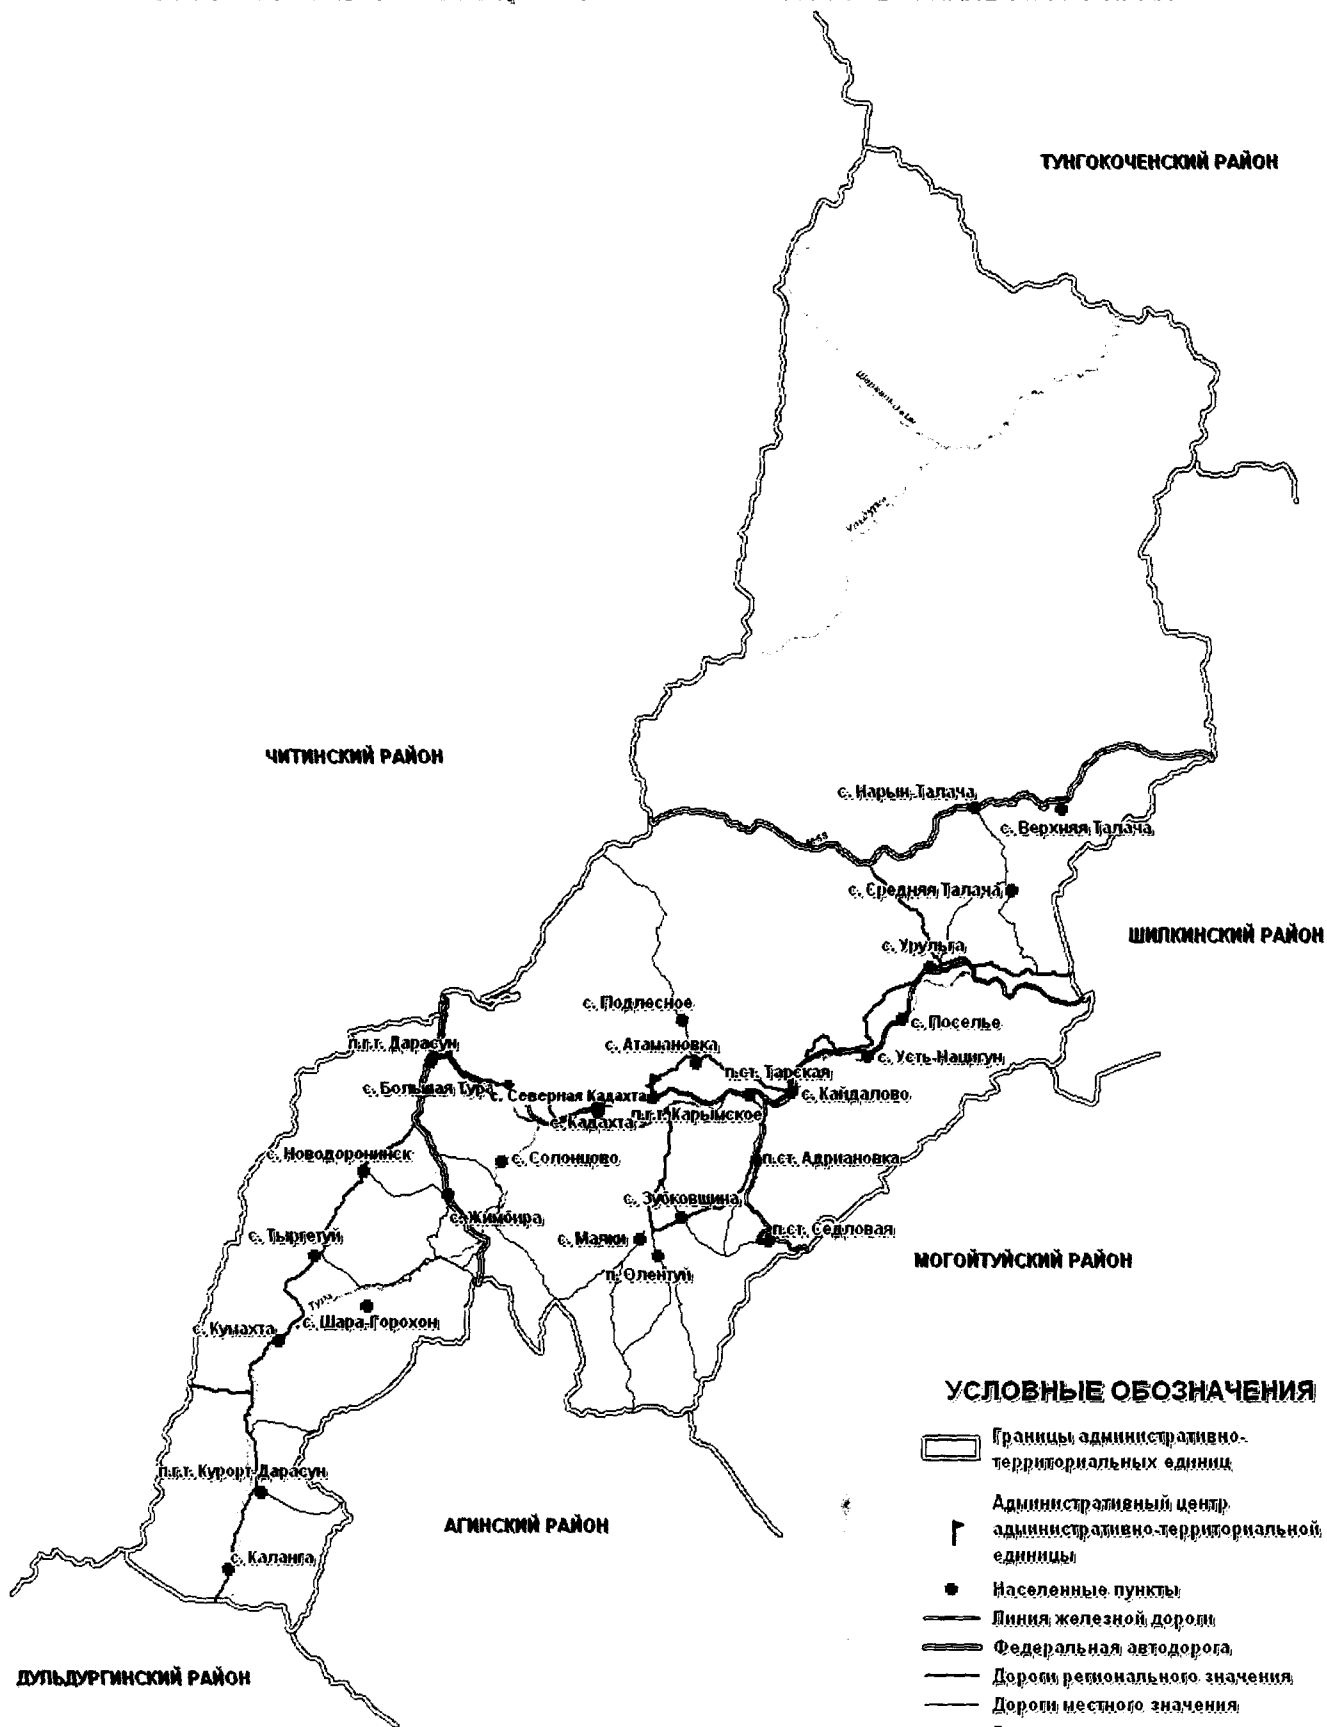 ТУНГОКОЧЕНСКИЙ РАЙОН
ЧИТИНСКИЙ РАЙОН
с. Нарын-Талача
с. Верхняя Талача
с. Средняя Талача
ШИЛКИНСКИЙ РАЙОН
с. Урульга
с. Подлесное
с. Поселье
п.г.т. Дарасун
с. Атамановка
с. Усть-Нацигун
п.ст. Тарская
с. Большая Тура
с. Северная Кадахта
с. Кайдалово
п.г.т. Карымское
с. Кадахта
с. Новодоронинск
с. Солонцово
п.ст. Адриановка
с. Зубковщина
с. Жимбира
п.ст. Седловая
с. Тыргетуй
с. Маяки
МОГОЙТУЙСКИЙ РАЙОН
п. Олентуй
Тура
с. Шара-Горохон
с. Кумахта
УСЛОВНЫЕ ОБОЗНАЧЕНИЯ
Границы административно-
территориальных единиц
п.г.т. Курорт-Дарасун
Административный центр
административно-территориальной
единицы
АГИНСКИЙ РАЙОН
с. Каланга
Населенные пункты
Линия железной дороги
Федеральная автодорога
ДУЛЬДУРГИНСКИЙ РАЙОН
Дороги регионального значения
Дороги местного значения